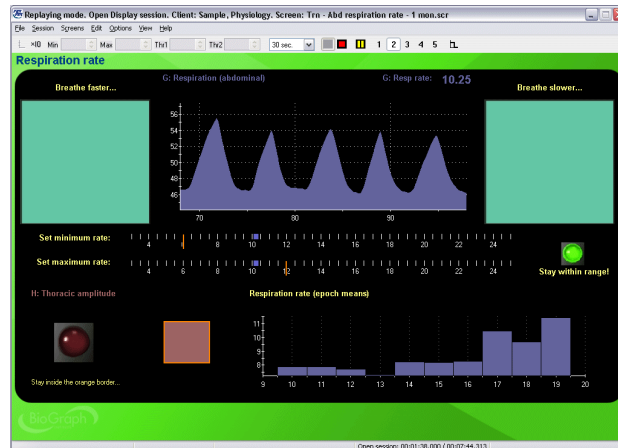 Replaying mode. Open Display session. Client: Sample, Physiology. Screen: Trn - Abd respiration rate - 1 mon.scr
File Session Screens Edit Options View Help
×10 Min Max Thr1 Thr2 30 sec. 1 2 3 4 5
Respiration rate
Breathe faster...
G: Respiration (abdominal)
G: Resp rate: 10.25
Breathe slower...
56
54
52
50
48
46
70 80 90
Set minimum rate:
4 6 8 10 12 14 16 18 20 22 24
Set maximum rate:
4 6 8 10 12 14 16 18 20 22 24
Stay within range!
H: Thoracic amplitude
Respiration rate (epoch means)
11
10
9
8
9 10 11 12 13 14 15 16 17 18 19 20
Stay inside the orange border...
BioGraph
Open session: 00:01:38.000 / 00:07:44.313